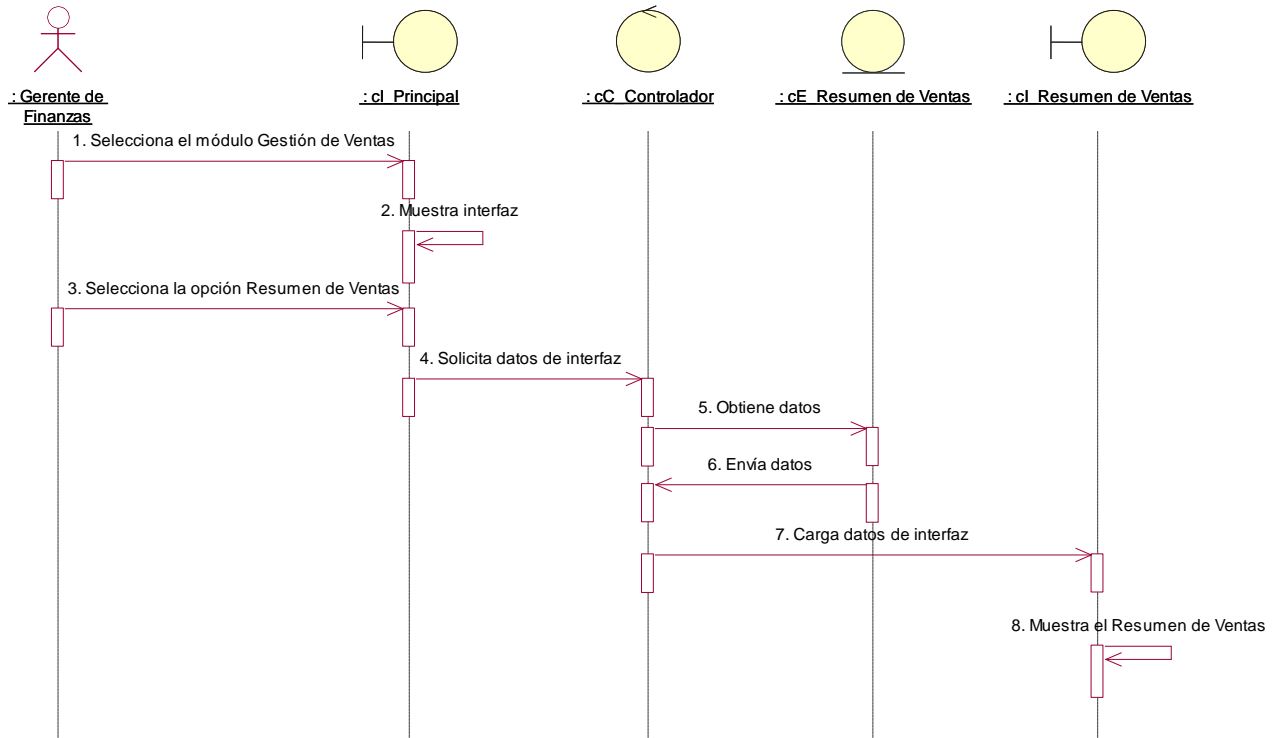 : Gerente de
Finanzas
: cI_Principal
: cC_Controlador
: cE_Resumen de Ventas
: cI_Resumen de Ventas
1. Selecciona el módulo Gestión de Ventas
2. Muestra interfaz
3. Selecciona la opción Resumen de Ventas
4. Solicita datos de interfaz
5. Obtiene datos
6. Envía datos
7. Carga datos de interfaz
8. Muestra el Resumen de Ventas